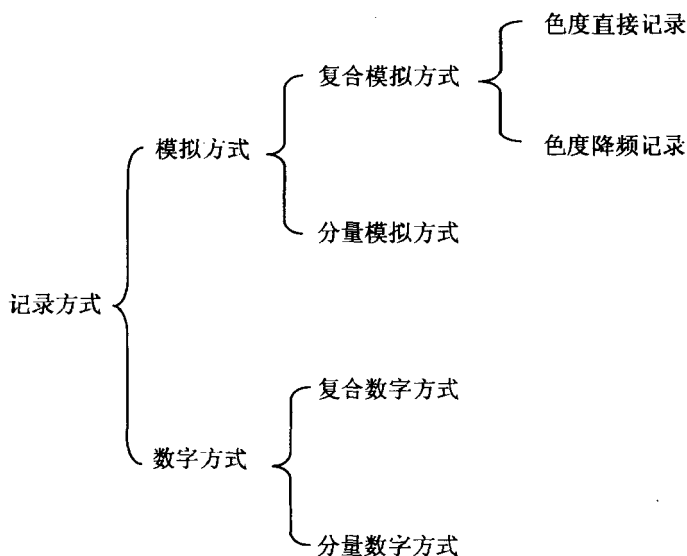 色度直接记录
复合模拟方式
色度降频记录
模拟方式
分量模拟方式
记录方式
复合数字方式
数字方式
分量数字方式